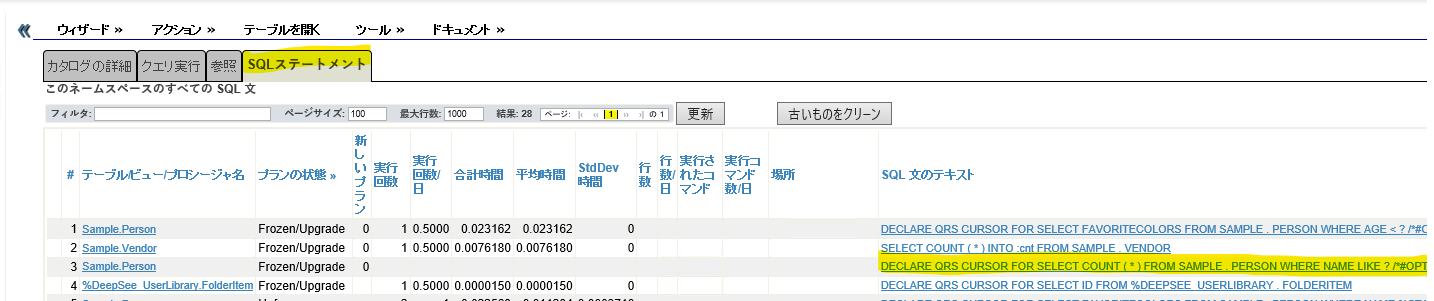 ウィザード » アクション » テーブルを開く ツール » ドキュメント »
カタログの詳細 クエリ実行 参照 SQLステートメント
このネームスペースのすべての SQL 文
フィルタ: ページサイズ: 100 最大行数: 1000 結果: 28 ページ: |‹ ‹‹ 1 ›› ›| の 1 更新 古いものをクリーン
# テーブル/ビュー/プロシージャ名 プランの状態 » 新しいプラン 実行回数 実行回数/日 合計時間 平均時間 StdDev 時間 行数 行数/日 実行されたコマンド 実行コマンド数/日 場所 SQL 文のテキスト
1 Sample.Person Frozen/Upgrade 0 1 0.5000 0.023162 0.023162 0 DECLARE QRS CURSOR FOR SELECT FAVORITECOLORS FROM SAMPLE . PERSON WHERE AGE < ? /*#O
2 Sample.Vendor Frozen/Upgrade 0 1 0.5000 0.0076180 0.0076180 0 SELECT COUNT ( * ) INTO :cnt FROM SAMPLE . VENDOR
3 Sample.Person Frozen/Upgrade 0 DECLARE QRS CURSOR FOR SELECT COUNT ( * ) FROM SAMPLE . PERSON WHERE NAME LIKE ? /*#OPT
4 %DeepSee_UserLibrary.FolderItem Frozen/Upgrade 1 0.5000 0.0000150 0.0000150 0 DECLARE QRS CURSOR FOR SELECT ID FROM %DEEPSEE_USERLIBRARY . FOLDERITEM